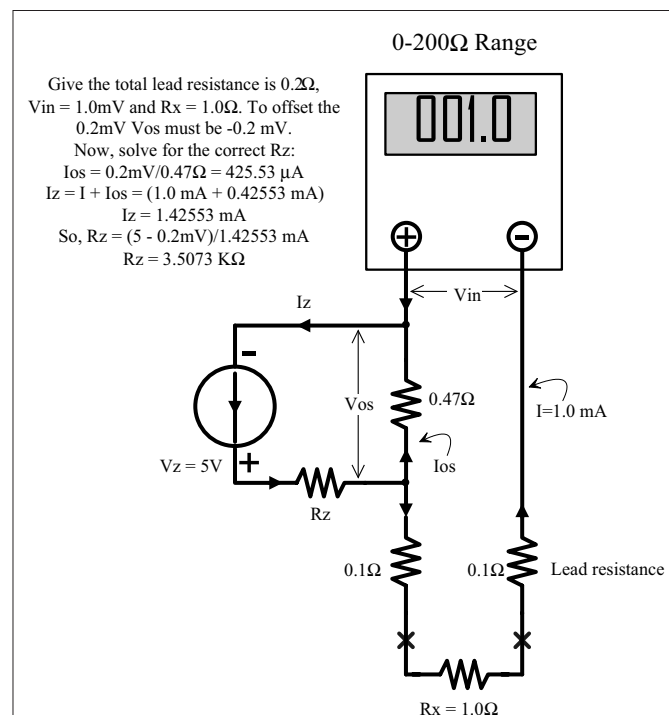 0-200Ω Range
Give the total lead resistance is 0.2Ω,
Vin = 1.0mV and Rx = 1.0Ω. To offset the
0.2mV Vos must be -0.2 mV.
Now, solve for the correct Rz:
Ios = 0.2mV/0.47Ω = 425.53 µA
Iz = I + Ios = (1.0 mA + 0.42553 mA)
Iz = 1.42553 mA
So, Rz = (5 - 0.2mV)/1.42553 mA
Rz = 3.5073 KΩ
001.0
+
-
Vin
Iz
-
Vos
0.47Ω
I=1.0 mA
+
Vz = 5V
Ios
Rz
0.1Ω
0.1Ω
Lead resistance
Rx = 1.0Ω